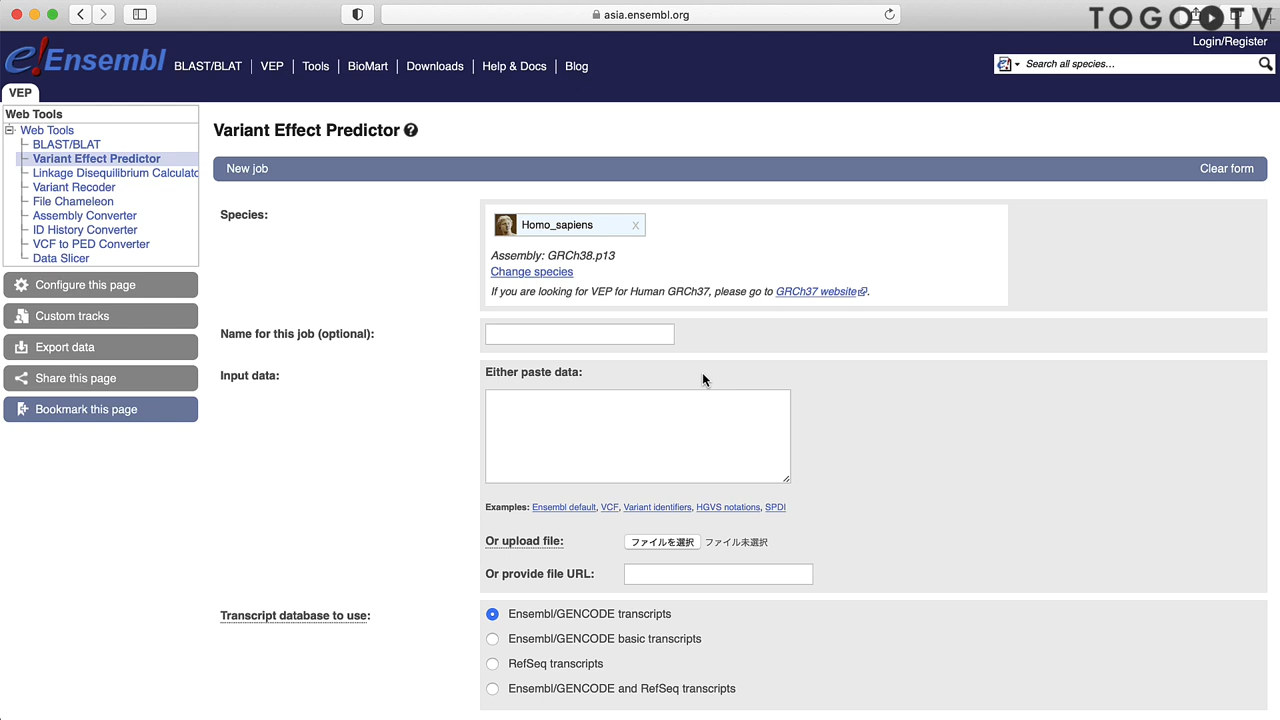 asia.ensembl.org
TOGO TV
Login/Register
e!Ensembl
BLAST/BLAT
VEP
Tools
BioMart
Downloads
Help & Docs
Blog
Search all species…
VEP
Web Tools
Web Tools
BLAST/BLAT
Variant Effect Predictor
Linkage Disequilibrium Calculato
Variant Recoder
File Chameleon
Assembly Converter
ID History Converter
VCF to PED Converter
Data Slicer
Configure this page
Custom tracks
Export data
Share this page
Bookmark this page
Variant Effect Predictor ?
New job
Clear form
Species:
Homo_sapiens X
Assembly: GRCh38.p13
Change species
If you are looking for VEP for Human GRCh37, please go to GRCh37 website.
Name for this job (optional):
Input data:
Either paste data:
Examples: Ensembl default, VCF, Variant identifiers, HGVS notations, SPDI
Or upload file:
ファイルを選択 ファイル未選択
Or provide file URL:
Transcript database to use:
Ensembl/GENCODE transcripts
Ensembl/GENCODE basic transcripts
RefSeq transcripts
Ensembl/GENCODE and RefSeq transcripts